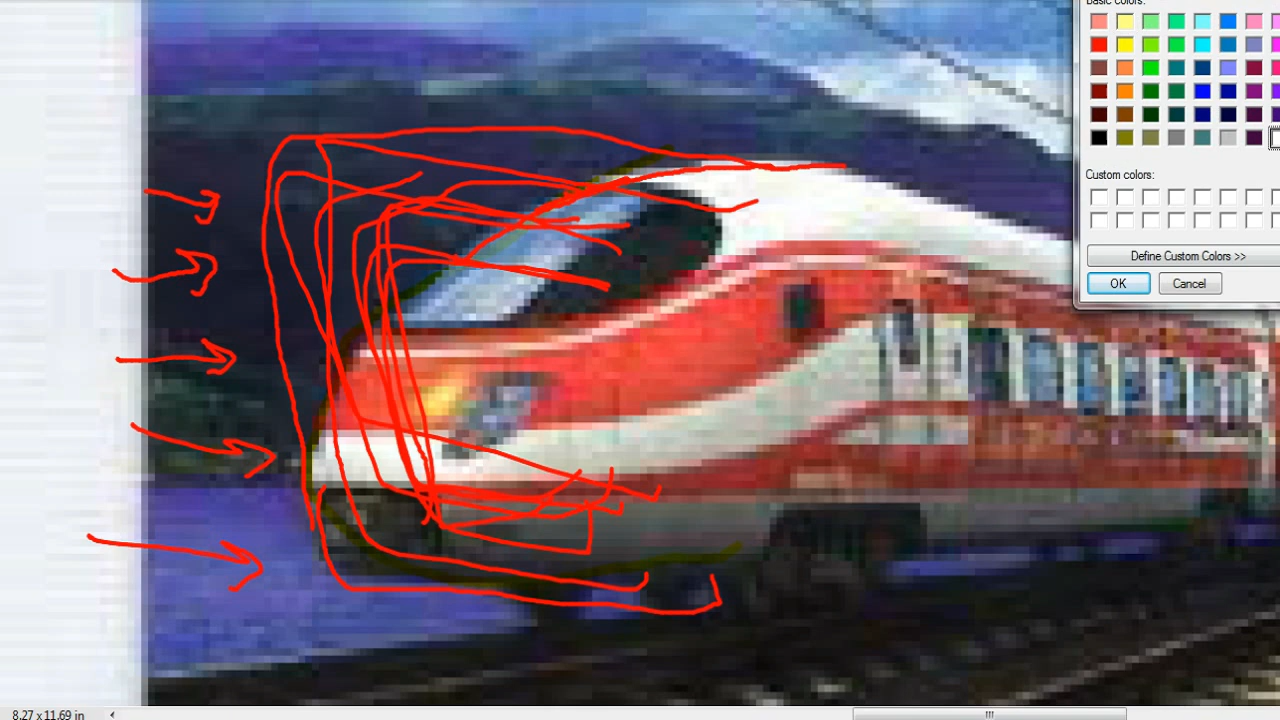 Basic colors:
Custom colors:
Define Custom Colors >>
OK
Cancel
8.27 x 11.69 in